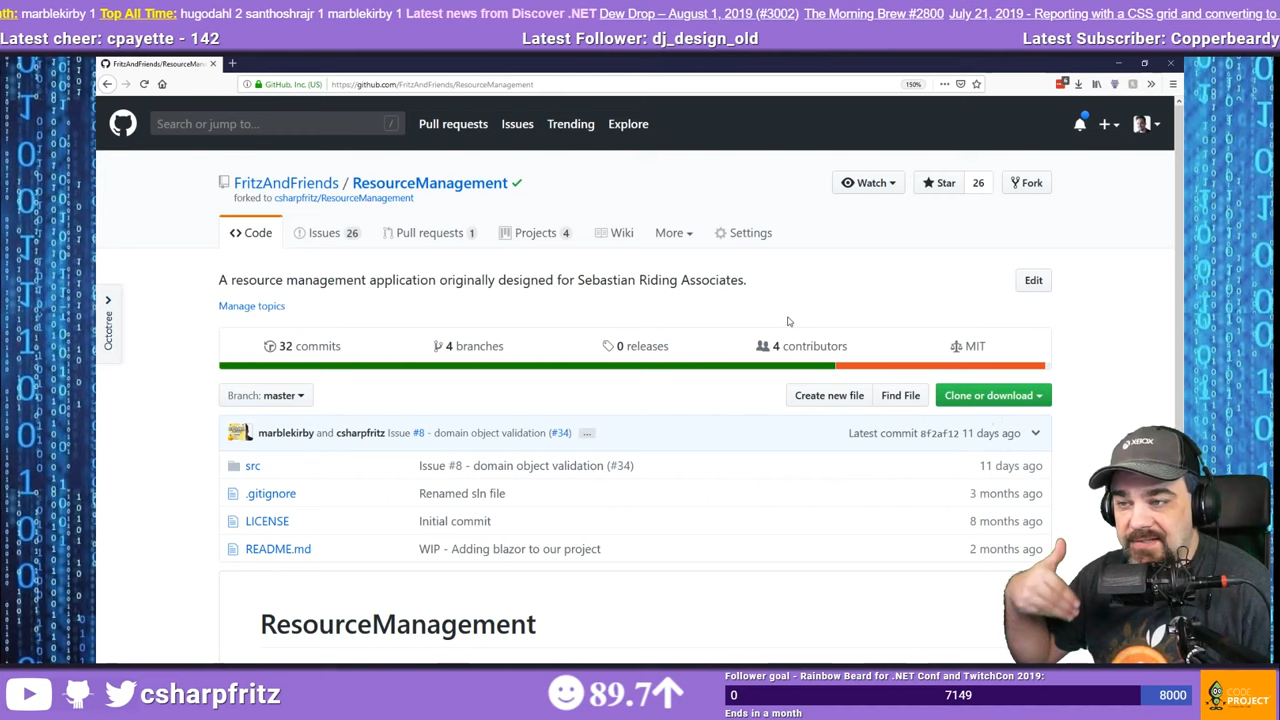 th: marblekirby 1 Top All Time: hugodahl 2 santhoshrajr 1 marblekirby 1 Latest news from Discover .NET Dew Drop – August 1, 2019 (#3002) The Morning Brew #2800 July 21, 2019 - Reporting with a CSS grid and converting to
Latest cheer: cpayette - 142 Latest Follower: dj_design_old Latest Subscriber: Copperbeardy
FritzAndFriends/ResourceMan
GitHub, Inc. (US) https://github.com/FritzAndFriends/ResourceManagement 150%
Search or jump to... / Pull requests Issues Trending Explore
FritzAndFriends / ResourceManagement Watch Star 26 Fork
forked to csharpfritz/ResourceManagement
Code Issues 26 Pull requests 1 Projects 4 Wiki More Settings
A resource management application originally designed for Sebastian Riding Associates. Edit
Manage topics
Octotree
32 commits 4 branches 0 releases 4 contributors MIT
Branch: master Create new file Find File Clone or download
marblekirby and csharpfritz Issue #8 - domain object validation (#34) ... Latest commit 8f2af12 11 days ago
src Issue #8 - domain object validation (#34) 11 days ago
.gitignore Renamed sln file 3 months ago
LICENSE Initial commit 8 months ago
README.md WIP - Adding blazor to our project 2 months ago
ResourceManagement
XBOX
csharpfritz 89.7
Follower goal - Rainbow Beard for .NET Conf and TwitchCon 2019:
0 7149 8000
Ends in a month
CODE
PROJECT